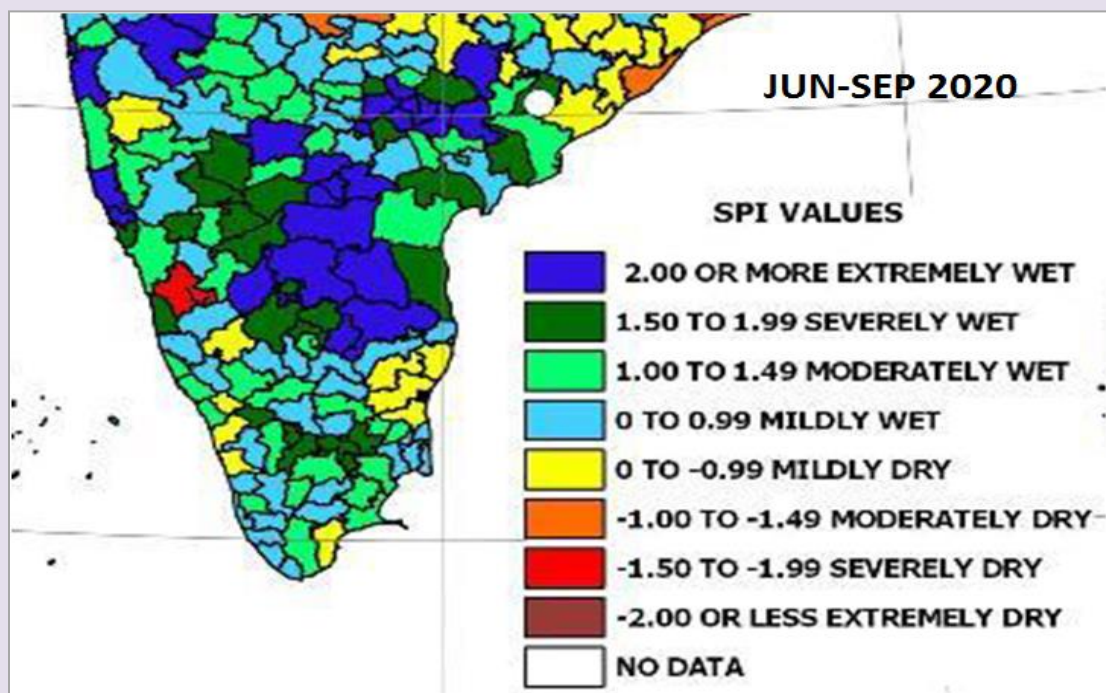 JUN-SEP 2020
SPI VALUES
2.00 OR MORE EXTREMELY WET
1.50 TO 1.99 SEVERELY WET
1.00 TO 1.49 MODERATELY WET
0 TO 0.99 MILDLY WET
0 TO -0.99 MILDLY DRY
-1.00 TO -1.49 MODERATELY DRY
-1.50 TO -1.99 SEVERELY DRY
-2.00 OR LESS EXTREMELY DRY
NO DATA